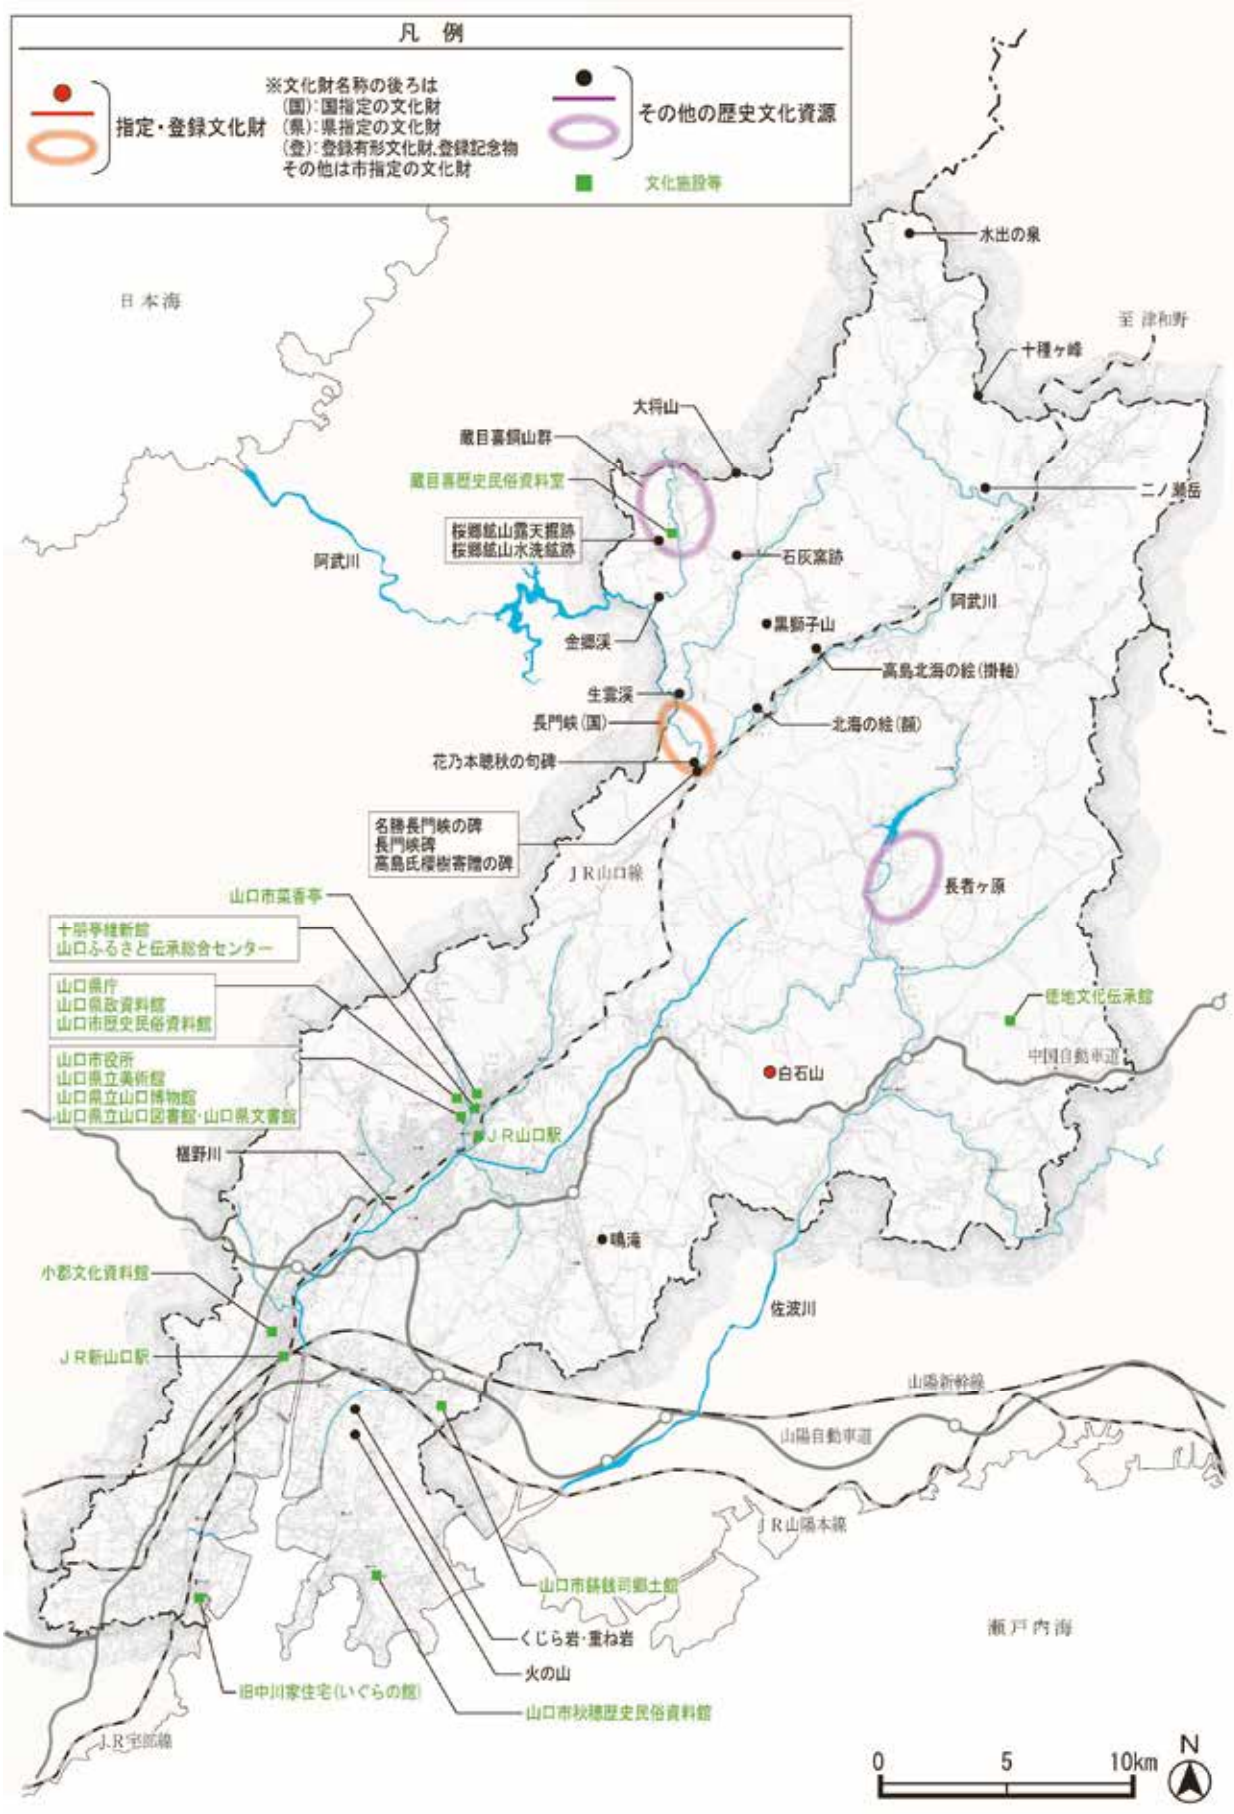 凡 例
指定・登録文化財
※文化財名称の後ろは
(国):国指定の文化財
(県):県指定の文化財
(登):登録有形文化財、登録記念物
その他は市指定の文化財
その他の歴史文化資源
文化施設等
水出の泉
日本海
至 津和野
十種ヶ峰
大将山
蔵目喜銅山群
蔵目喜歴史民俗資料室
二ノ瀬岳
桜郷鉱山露天掘跡
桜郷鉱山水洗鉱跡
石灰窯跡
阿武川
阿武川
黒獅子山
金郷渓
高島北海の絵(掛軸)
生雲渓
長門峡(国)
北海の絵(額)
花乃本聴秋の句碑
名勝長門峡の碑
長門峡碑
高島氏櫻樹寄贈の碑
JR山口線
長者ヶ原
山口市菜香亭
十朋亭維新館
山口ふるさと伝承総合センター
山口県庁
山口県政資料館
山口市歴史民俗資料館
徳地文化伝承館
中国自動車道
山口市役所
山口県立美術館
山口県立山口博物館
山口県立山口図書館・山口県文書館
白石山
JR山口駅
椹野川
鳴滝
小郡文化資料館
佐波川
JR新山口駅
山陽新幹線
山陽自動車道
JR山陽本線
山口市鋳銭司郷土館
瀬戸内海
くじら岩・重ね岩
火の山
旧中川家住宅(いぐらの館)
山口市秋穂歴史民俗資料館
JR宇部線
N
0 5 10km